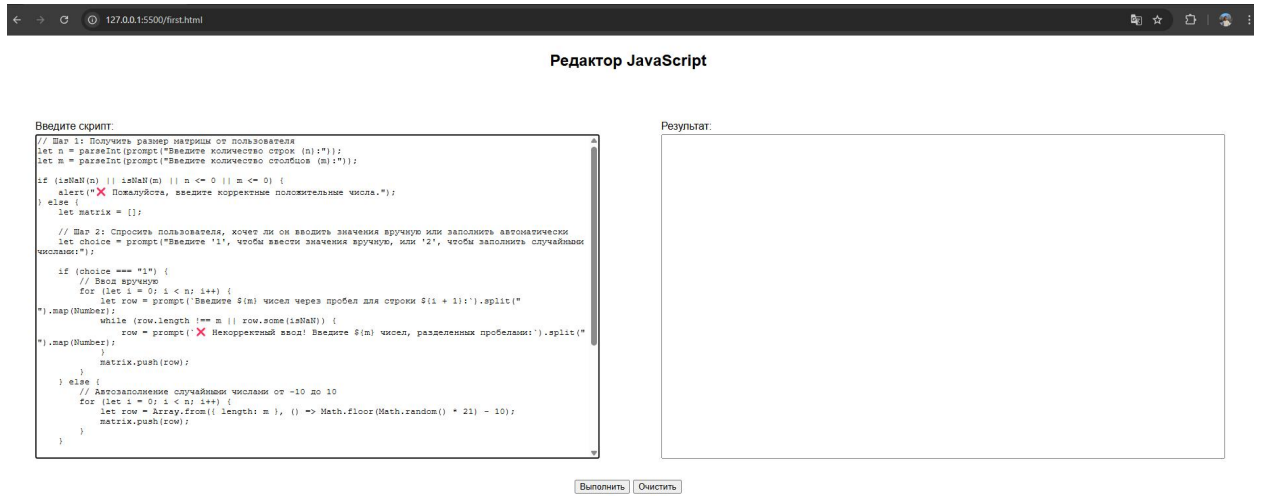 127.0.0.1:5500/first.html
Редактор JavaScript
Введите скрипт:
// Шаг 1: Получить размер матрицы от пользователя
let n = parseInt(prompt("Введите количество строк (n):"));
let m = parseInt(prompt("Введите количество столбцов (m):"));
if (isNaN(n) || isNaN(m) || n <= 0 || m <= 0) {
alert("❌ Пожалуйста, введите корректные положительные числа.");
} else {
let matrix = [];
// Шаг 2: Спросить пользователя, хочет ли он вводить значения вручную или заполнить автоматически
let choice = prompt("Введите '1', чтобы ввести значения вручную, или '2', чтобы заполнить случайными
числами:");
if (choice === "1") {
// Ввод вручную
for (let i = 0; i < n; i++) {
let row = prompt(`Введите ${m} чисел через пробел для строки ${i + 1}:`).split("
").map(Number);
while (row.length !== m || row.some(isNaN)) {
row = prompt(`❌ Некорректный ввод! Введите ${m} чисел, разделенных пробелами:`).split("
").map(Number);
}
matrix.push(row);
}
} else {
// Автозаполнение случайными числами от -10 до 10
for (let i = 0; i < n; i++) {
let row = Array.from({ length: m }, () => Math.floor(Math.random() * 21) - 10);
matrix.push(row);
}
}
Результат:
Выполнить Очистить